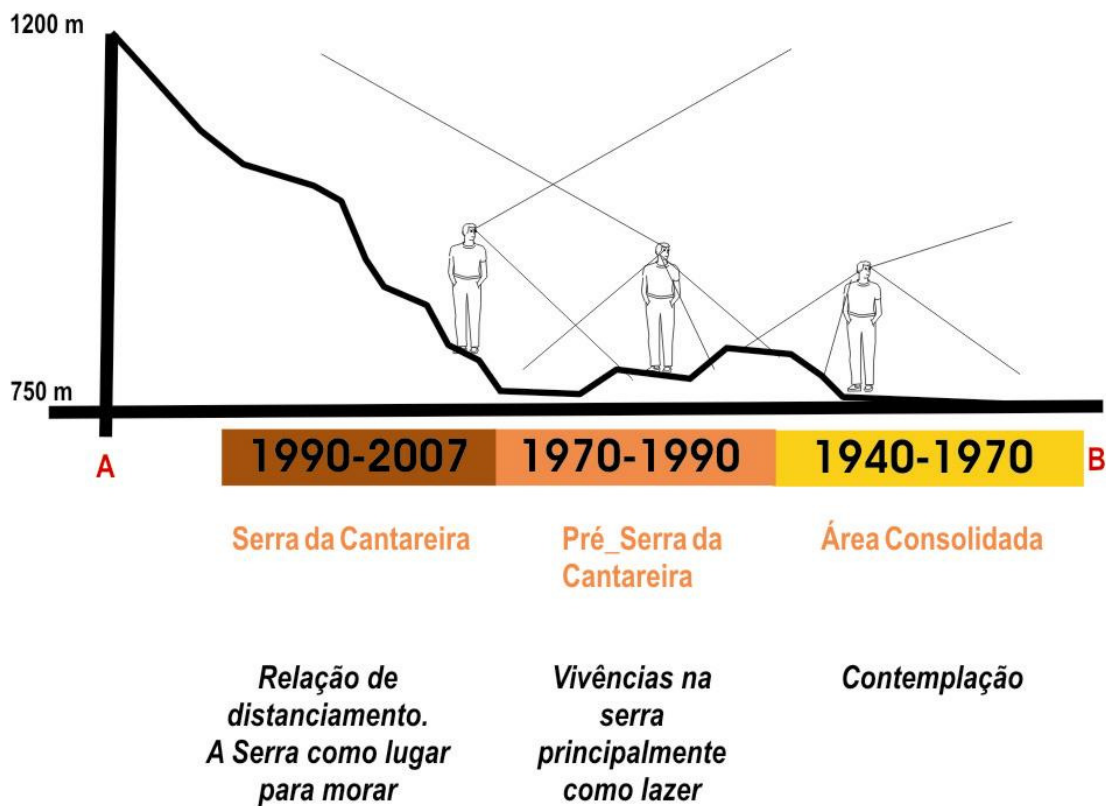 1200 m
750 m
A
1990-2007
1970-1990
1940-1970
B
Serra da Cantareira
Pré_Serra da
Cantareira
Área Consolidada
Relação de
distanciamento.
A Serra como lugar
para morar
Vivências na
serra
principalmente
como lazer
Contemplação